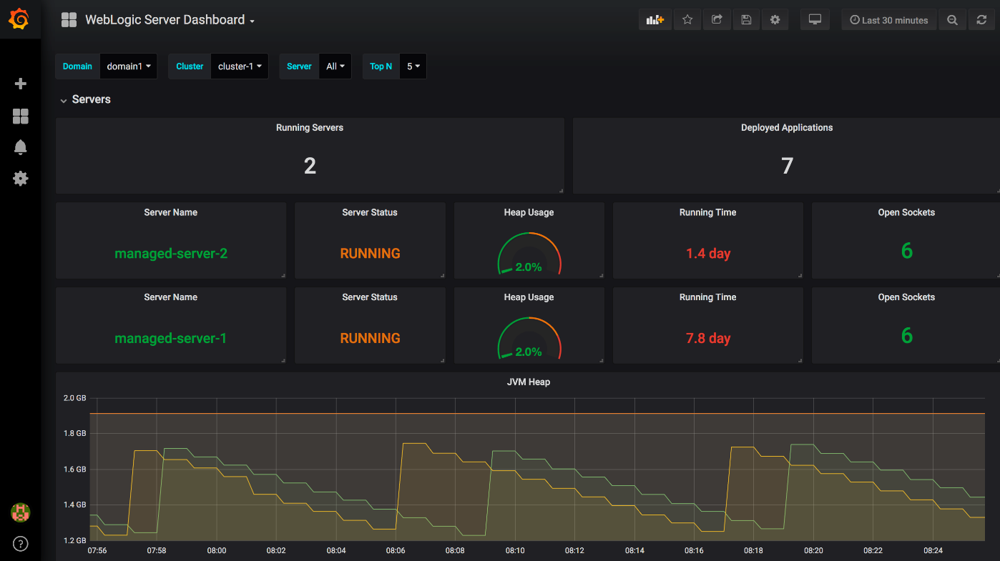 WebLogic Server Dashboard
Last 30 minutes
Domain domain1 Cluster cluster-1 Server All Top N 5
Servers
Running Servers Deployed Applications
2 7
Server Name Server Status Heap Usage Running Time Open Sockets
managed-server-2 RUNNING 2.0% 1.4 day 6
Server Name Server Status Heap Usage Running Time Open Sockets
managed-server-1 RUNNING 2.0% 7.8 day 6
JVM Heap
2.0 GB
1.8 GB
1.6 GB
1.4 GB
1.2 GB
07:56 07:58 08:00 08:02 08:04 08:06 08:08 08:10 08:12 08:14 08:16 08:18 08:20 08:22 08:24